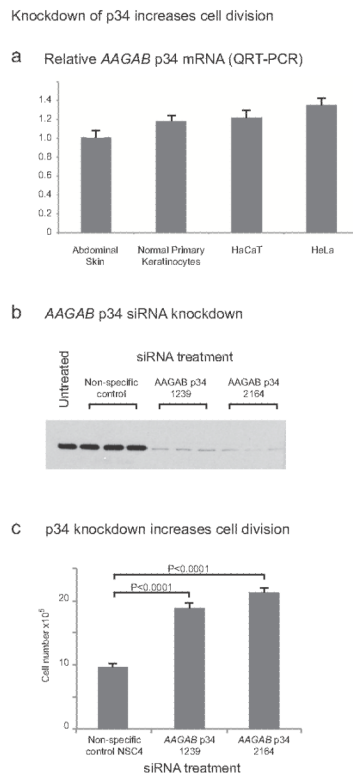 Knockdown of p34 increases cell division
a Relative AAGAB p34 mRNA (QRT-PCR)
1.4
1.2
1.0
0.8
0.6
0.4
0.2
0
Abdominal Skin
Normal Primary Keratinocytes
HaCaT
HeLa
b AAGAB p34 siRNA knockdown
siRNA treatment
Untreated
Non-specific control
AAGAB p34 1239
AAGAB p34 2164
c p34 knockdown increases cell division
P<0.0001
P<0.0001
Cell number x10⁵
20
10
0
Non-specific control NSC4
AAGAB p34 1239
AAGAB p34 2164
siRNA treatment